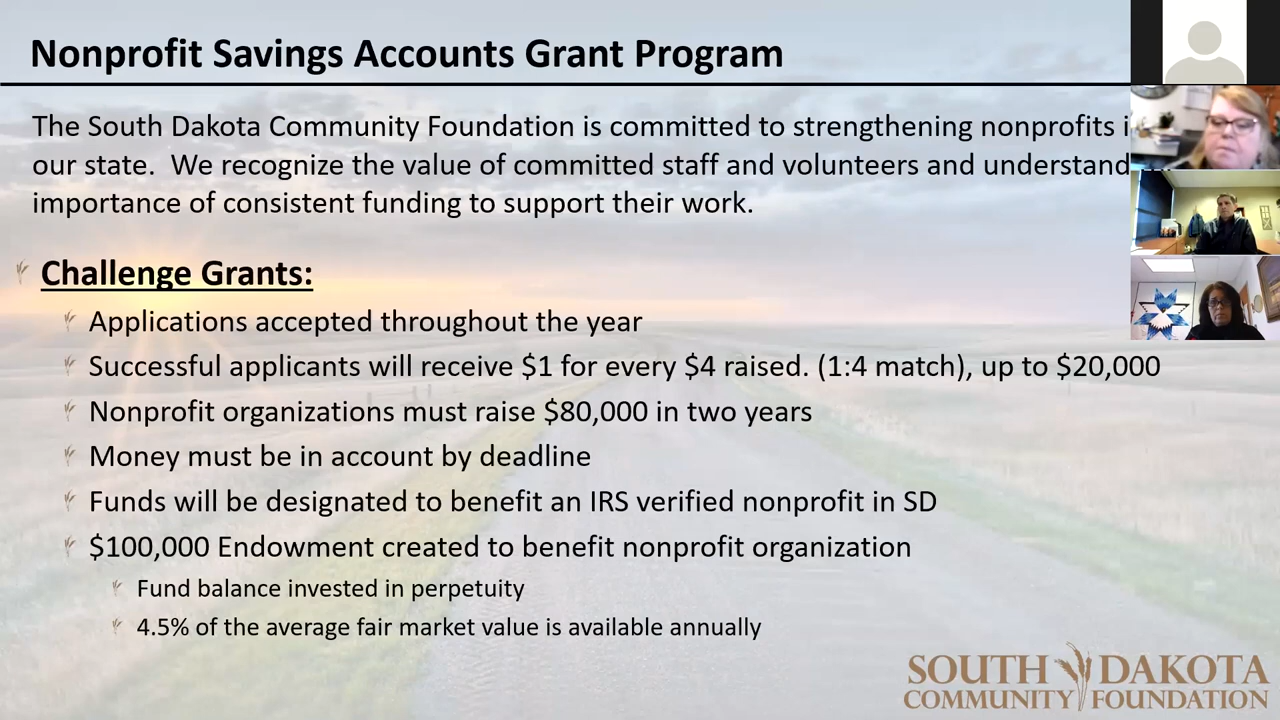 Nonprofit Savings Accounts Grant Program
The South Dakota Community Foundation is committed to strengthening nonprofits
our state. We recognize the value of committed staff and volunteers and understand
importance of consistent funding to support their work.
Challenge Grants:
Applications accepted throughout the year
Successful applicants will receive $1 for every $4 raised. (1:4 match), up to $20,000
Nonprofit organizations must raise $80,000 in two years
Money must be in account by deadline
Funds will be designated to benefit an IRS verified nonprofit in SD
$100,000 Endowment created to benefit nonprofit organization
Fund balance invested in perpetuity
4.5% of the average fair market value is available annually
SOUTH DAKOTA
COMMUNITY FOUNDATION